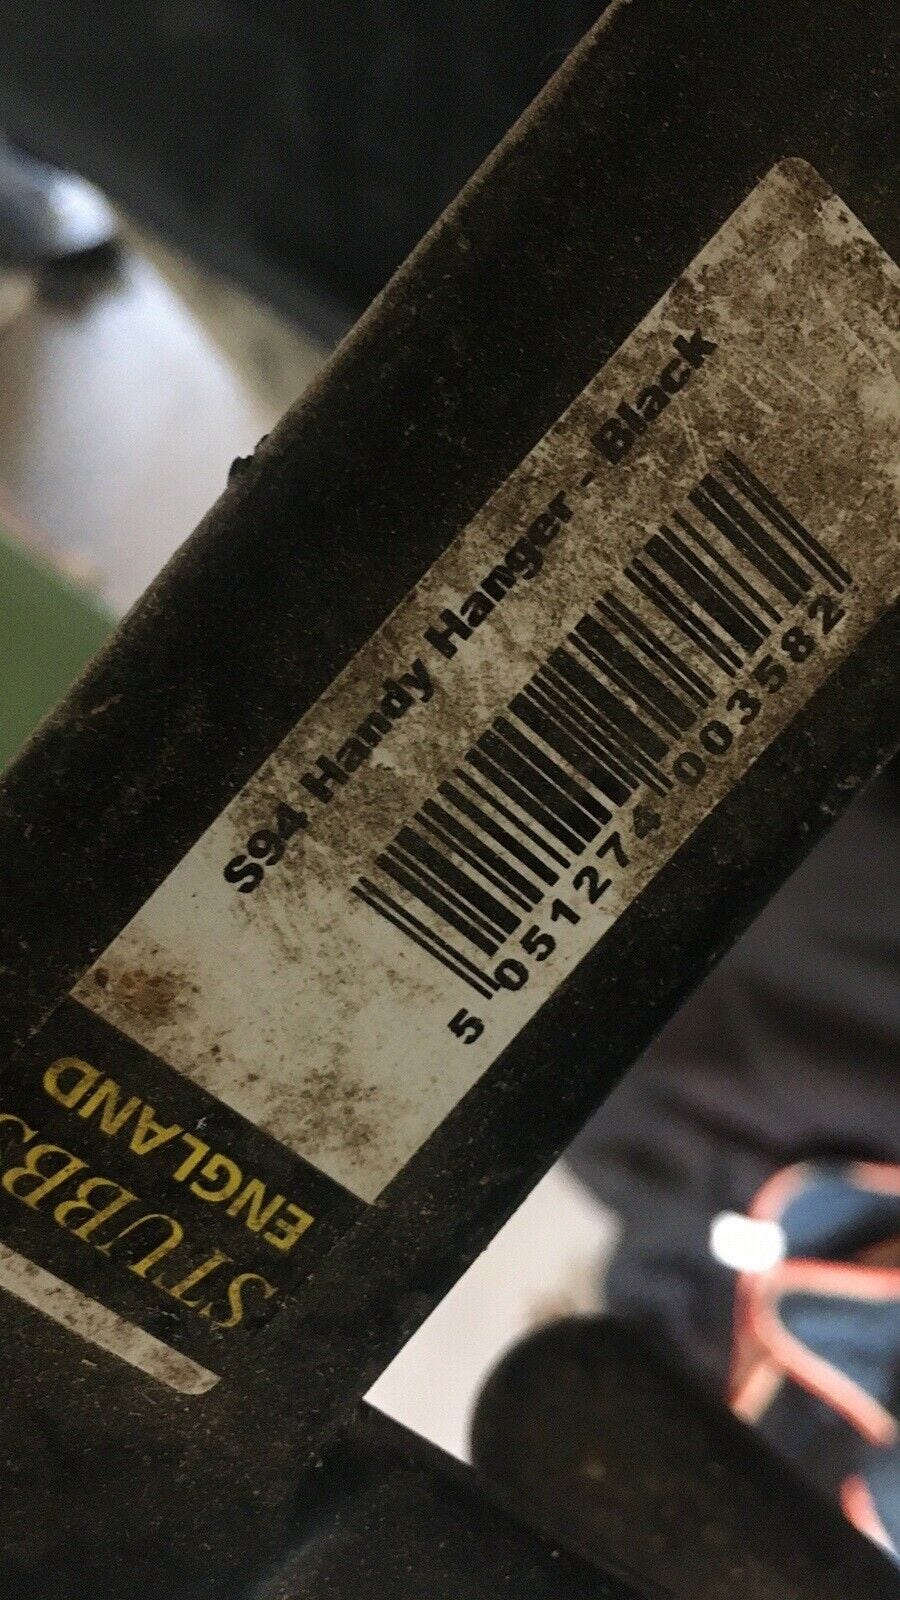 S94 Handy Hanger - Black
5 051274 003582
STUBBS
ENGLAND